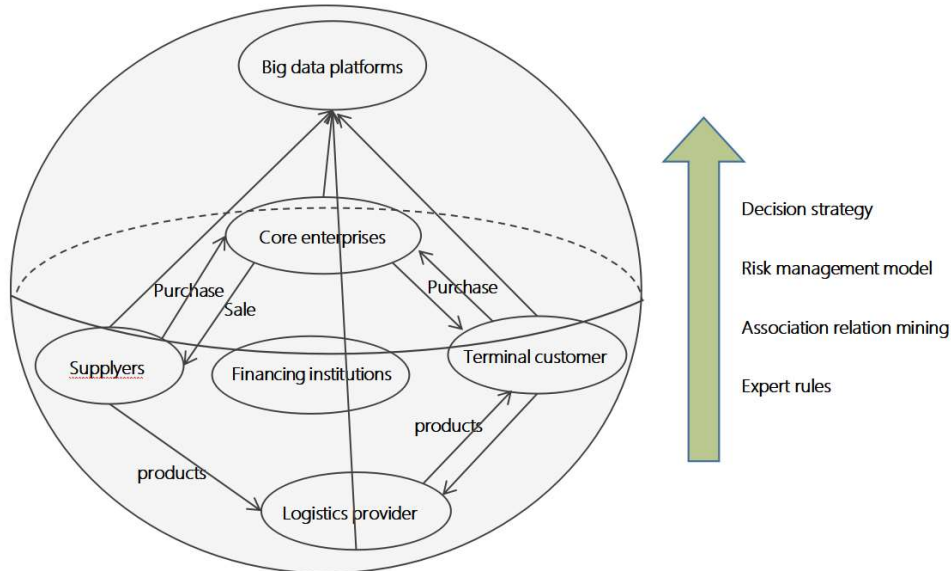 Big data platforms
Decision strategy
Core enterprises
Risk management model
Purchase
Purchase
Sale
Association relation mining
Supplyers
Financing institutions
Terminal customer
Expert rules
products
products
Logistics provider